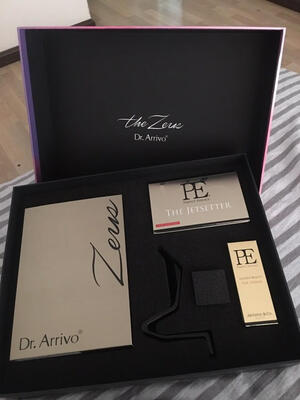 the Zeus
Dr. Arrivo®
PE
THE JETSETTER
Zeus
PE
Dr. Arrivo®